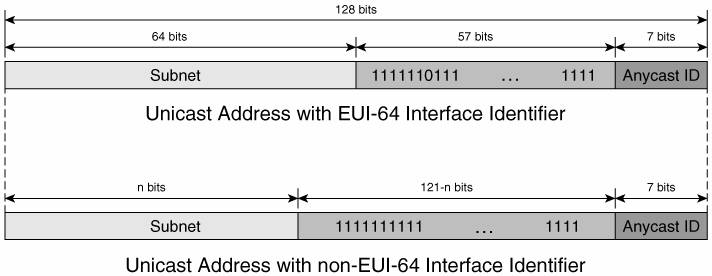 128 bits
64 bits 57 bits 7 bits
Subnet 1111110111 ... 1111 Anycast ID
Unicast Address with EUI-64 Interface Identifier
n bits 121-n bits 7 bits
Subnet 1111111111 ... 1111 Anycast ID
Unicast Address with non-EUI-64 Interface Identifier